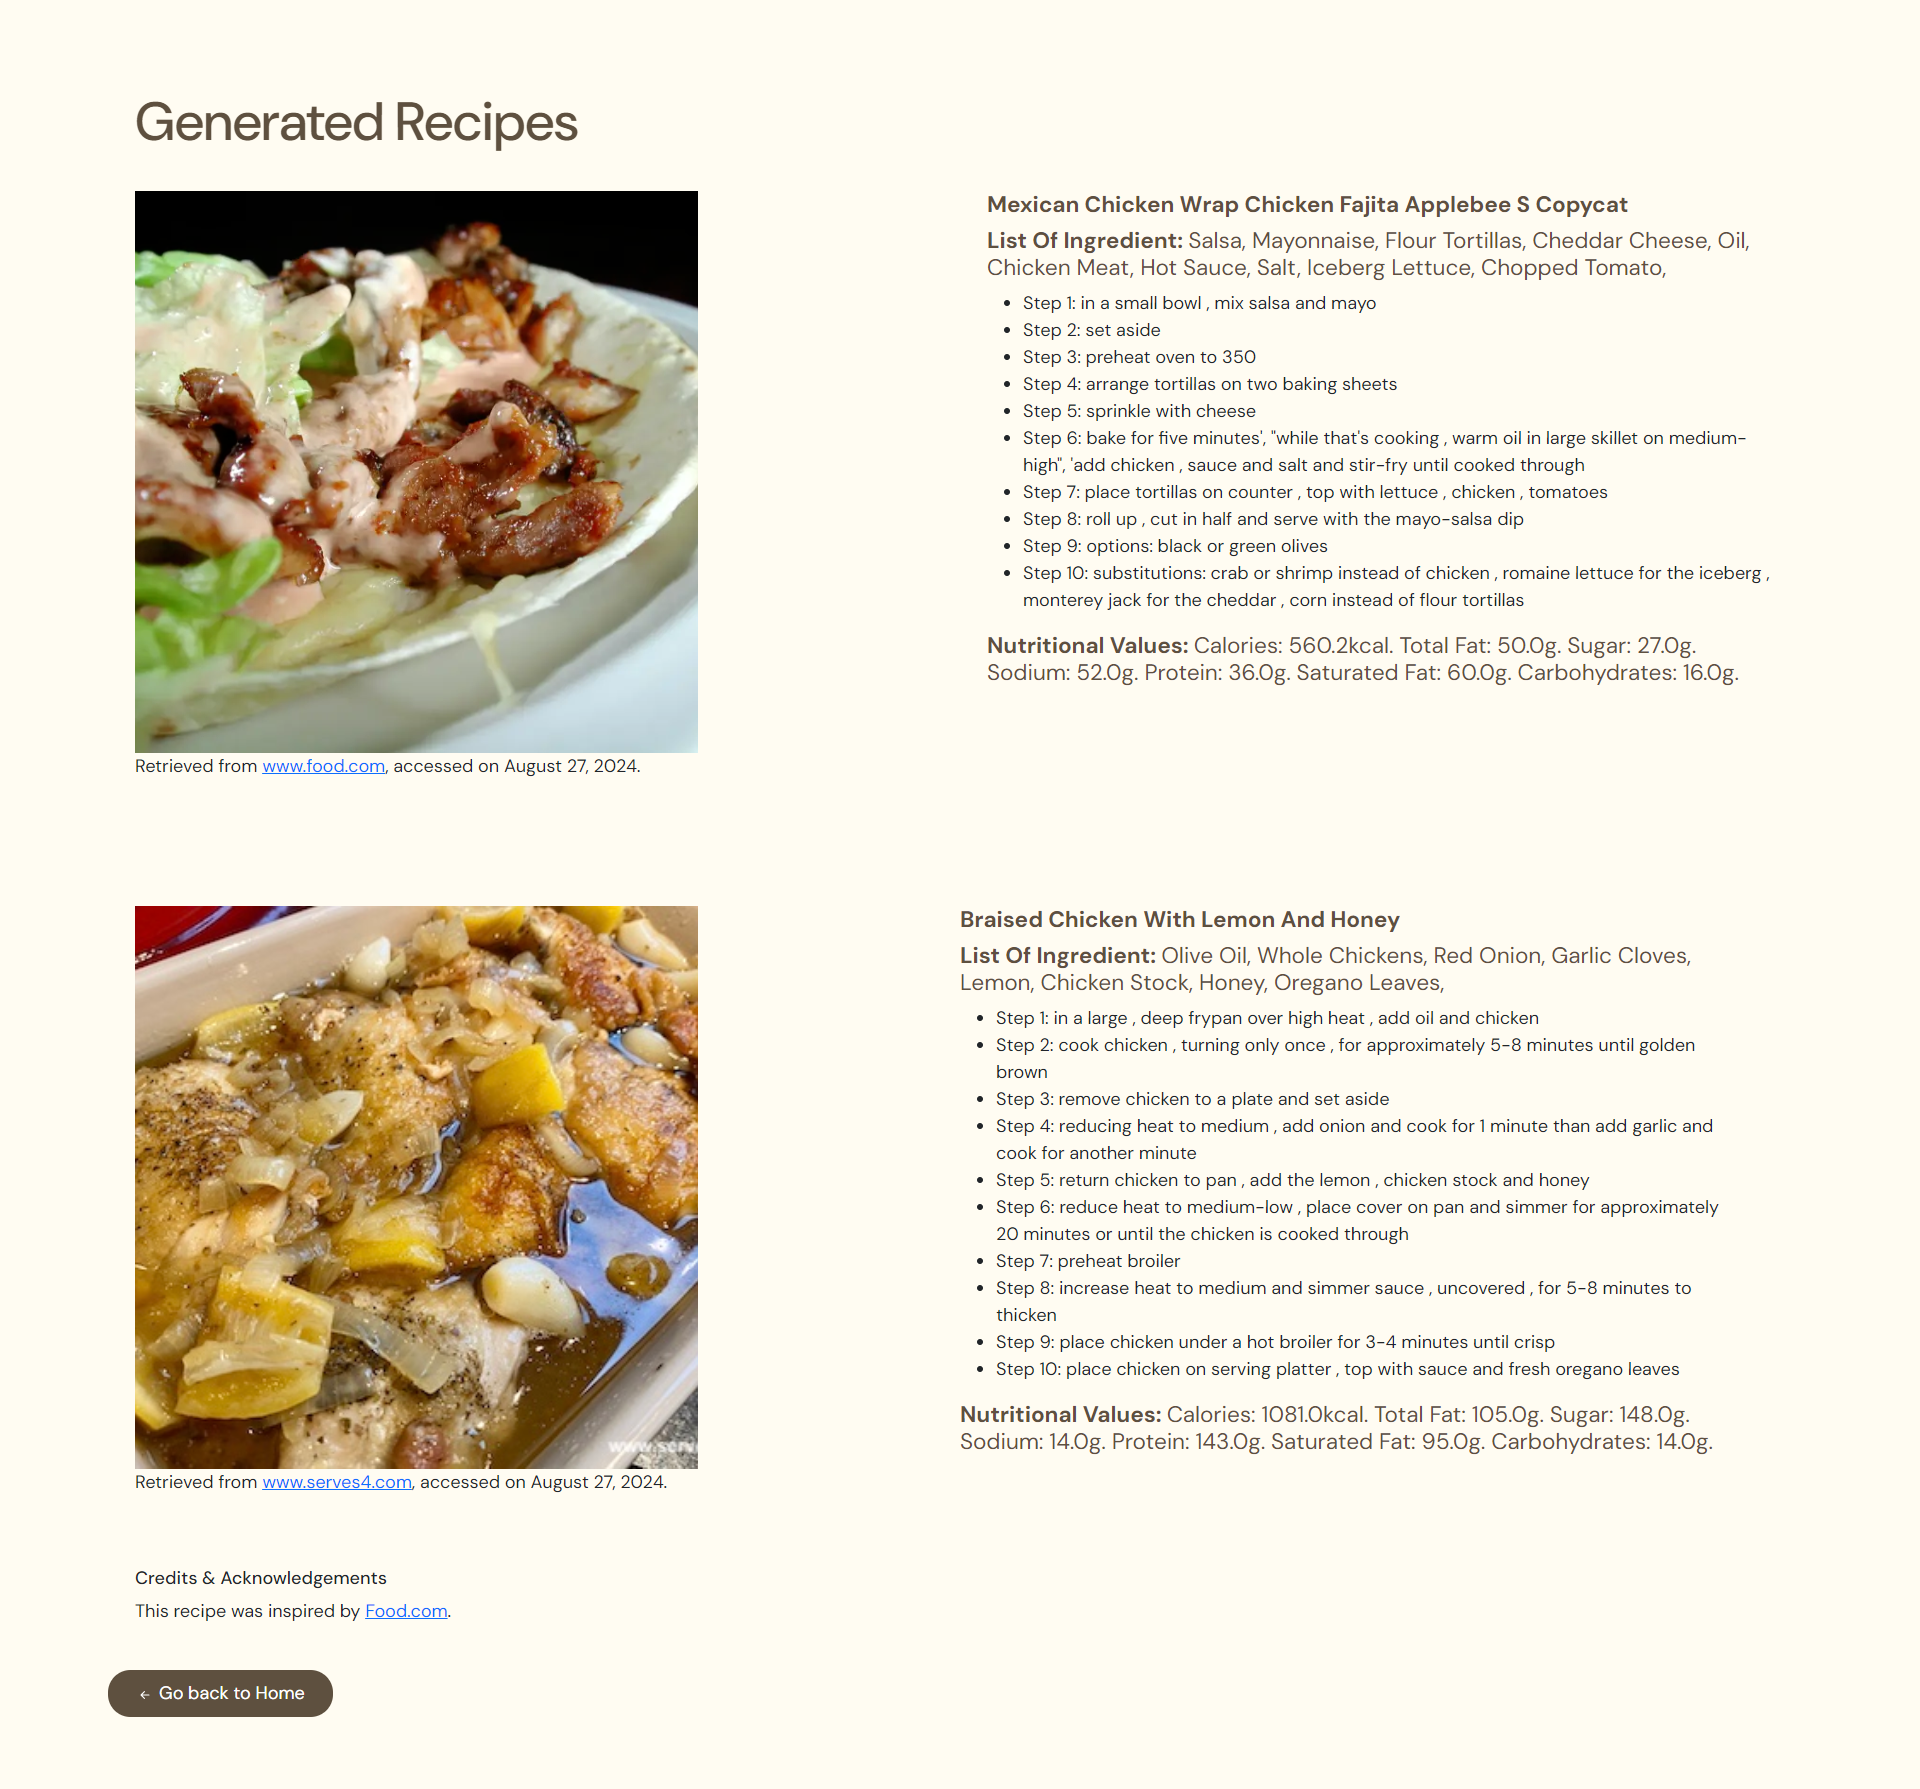 Generated Recipes
Mexican Chicken Wrap Chicken Fajita Applebee S Copycat
List Of Ingredient: Salsa, Mayonnaise, Flour Tortillas, Cheddar Cheese, Oil,
Chicken Meat, Hot Sauce, Salt, Iceberg Lettuce, Chopped Tomato,
• Step 1: in a small bowl , mix salsa and mayo
• Step 2: set aside
• Step 3: preheat oven to 350
• Step 4: arrange tortillas on two baking sheets
• Step 5: sprinkle with cheese
• Step 6: bake for five minutes', "while that's cooking , warm oil in large skillet on medium-
high", 'add chicken , sauce and salt and stir-fry until cooked through
• Step 7: place tortillas on counter , top with lettuce , chicken , tomatoes
• Step 8: roll up , cut in half and serve with the mayo-salsa dip
• Step 9: options: black or green olives
• Step 10: substitutions: crab or shrimp instead of chicken , romaine lettuce for the iceberg ,
monterey jack for the cheddar , corn instead of flour tortillas
Nutritional Values: Calories: 560.2kcal. Total Fat: 50.0g. Sugar: 27.0g.
Sodium: 52.0g. Protein: 36.0g. Saturated Fat: 60.0g. Carbohydrates: 16.0g.
Retrieved from www.food.com, accessed on August 27, 2024.
Braised Chicken With Lemon And Honey
List Of Ingredient: Olive Oil, Whole Chickens, Red Onion, Garlic Cloves,
Lemon, Chicken Stock, Honey, Oregano Leaves,
• Step 1: in a large , deep frypan over high heat , add oil and chicken
• Step 2: cook chicken , turning only once , for approximately 5-8 minutes until golden
brown
• Step 3: remove chicken to a plate and set aside
• Step 4: reducing heat to medium , add onion and cook for 1 minute than add garlic and
cook for another minute
• Step 5: return chicken to pan , add the lemon , chicken stock and honey
• Step 6: reduce heat to medium-low , place cover on pan and simmer for approximately
20 minutes or until the chicken is cooked through
• Step 7: preheat broiler
• Step 8: increase heat to medium and simmer sauce , uncovered , for 5-8 minutes to
thicken
• Step 9: place chicken under a hot broiler for 3-4 minutes until crisp
• Step 10: place chicken on serving platter , top with sauce and fresh oregano leaves
Nutritional Values: Calories: 1081.0kcal. Total Fat: 105.0g. Sugar: 148.0g.
Sodium: 14.0g. Protein: 143.0g. Saturated Fat: 95.0g. Carbohydrates: 14.0g.
Retrieved from www.serves4.com, accessed on August 27, 2024.
Credits & Acknowledgements
This recipe was inspired by Food.com.
← Go back to Home